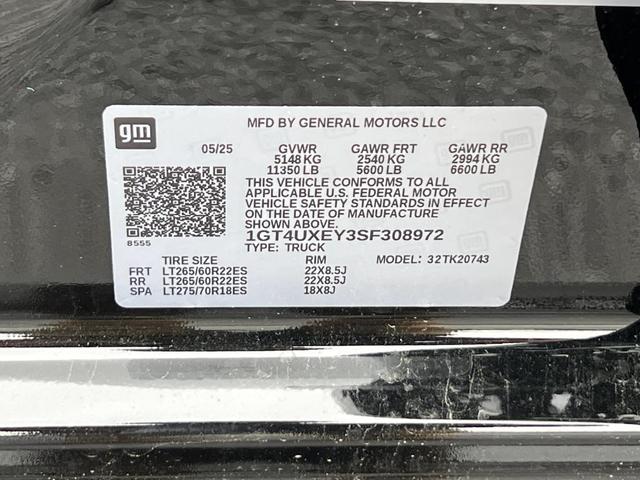 gm
MFD BY GENERAL MOTORS LLC
05/25 GVWR GAWR FRT GAWR RR
5148 KG 2540 KG 2994 KG
11350 LB 5600 LB 6600 LB
THIS VEHICLE CONFORMS TO ALL
APPLICABLE U.S. FEDERAL MOTOR
VEHICLE SAFETY STANDARDS IN EFFECT
ON THE DATE OF MANUFACTURE
SHOWN ABOVE.
8555
1GT4UXEY3SF308972
TYPE: TRUCK
TIRE SIZE RIM MODEL: 32TK20743
FRT LT265/60R22ES 22X8.5J
RR LT265/60R22ES 22X8.5J
SPA LT275/70R18ES 18X8J